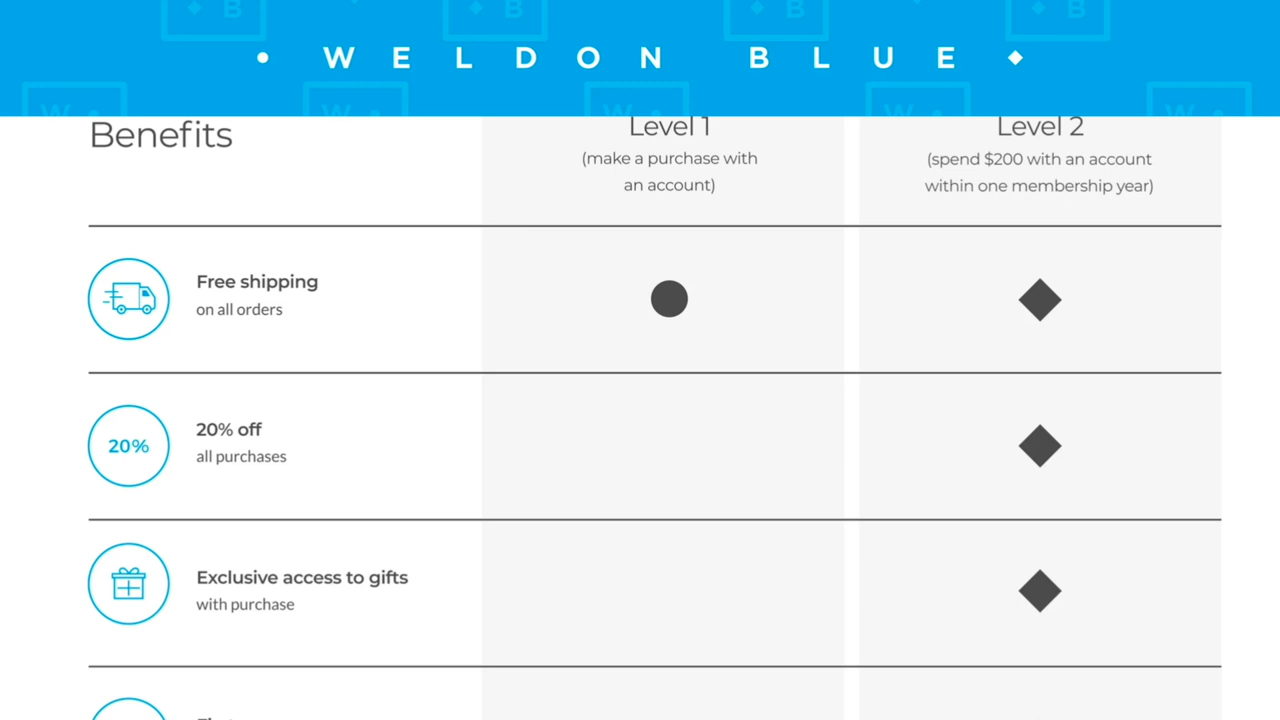 WELDON BLUE
Benefits
Level 1
(make a purchase with
an account)
Level 2
(spend $200 with an account
within one membership year)
Free shipping
on all orders
20%
20% off
all purchases
Exclusive access to gifts
with purchase